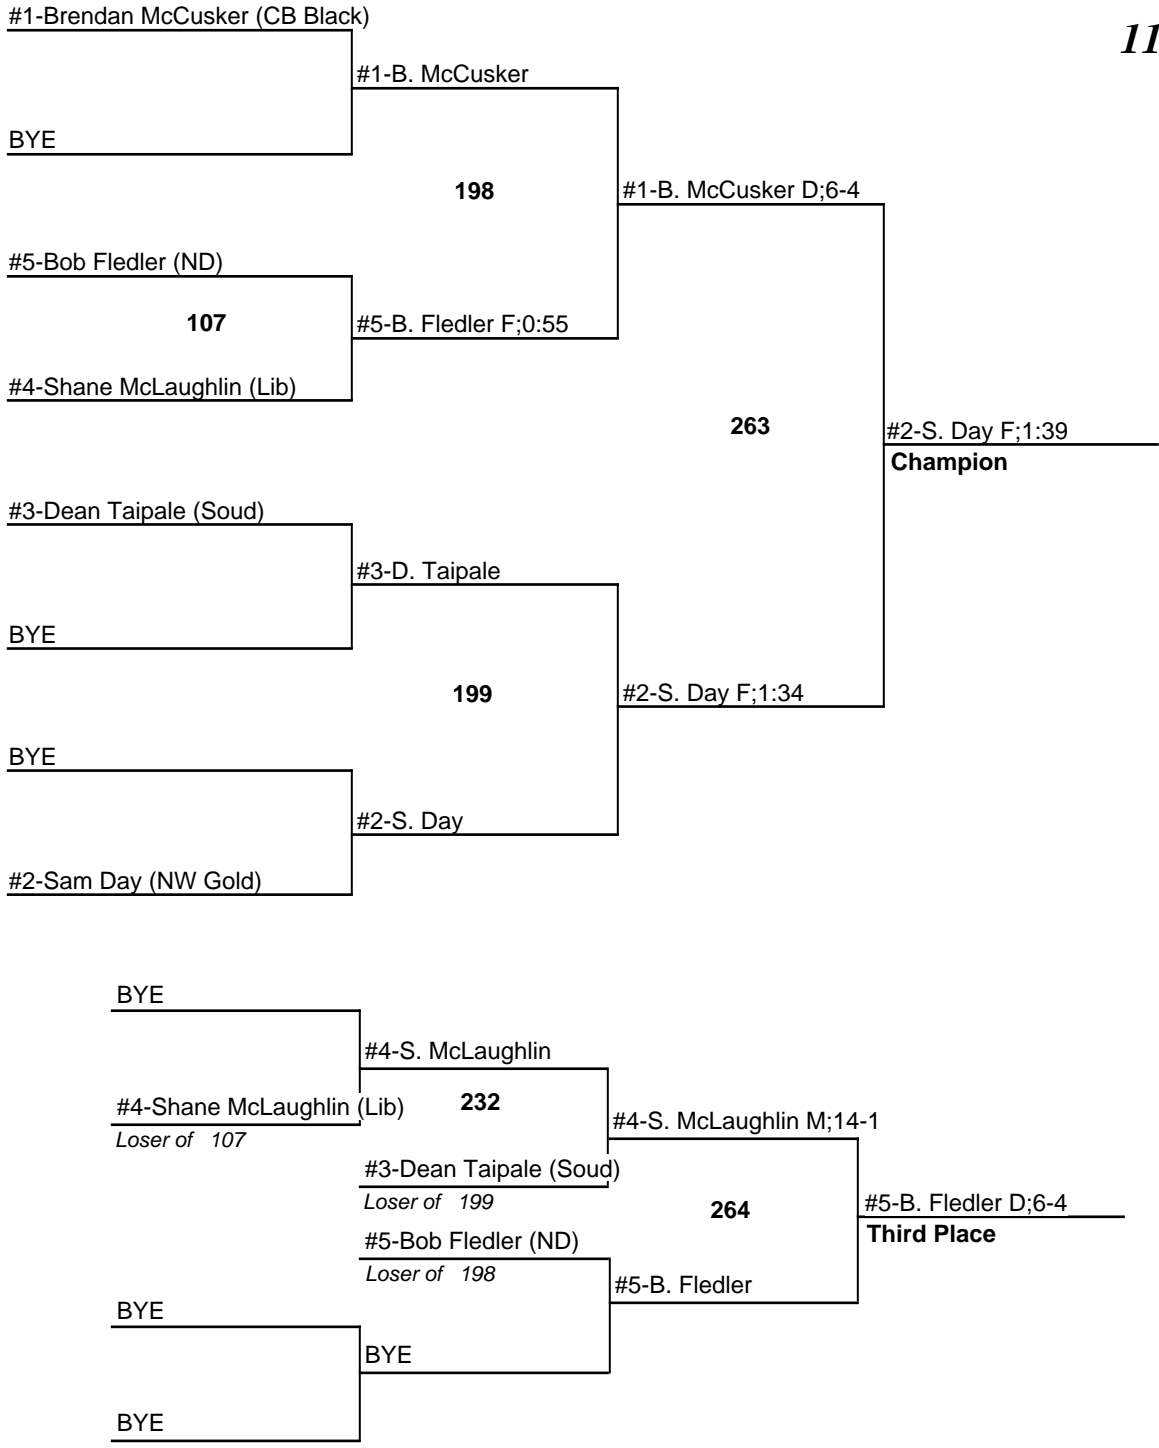 #1-Brendan McCusker (CB Black)
11
#1-B. McCusker
BYE
198
#1-B. McCusker D;6-4
#5-Bob Fledler (ND)
107
#5-B. Fledler F;0:55
#4-Shane McLaughlin (Lib)
263
#2-S. Day F;1:39
Champion
#3-Dean Taipale (Soud)
#3-D. Taipale
BYE
199
#2-S. Day F;1:34
BYE
#2-S. Day
#2-Sam Day (NW Gold)
BYE
#4-S. McLaughlin
#4-Shane McLaughlin (Lib)
232
Loser of 107
#4-S. McLaughlin M;14-1
#3-Dean Taipale (Soud)
Loser of 199
264
#5-B. Fledler D;6-4
Third Place
#5-Bob Fledler (ND)
Loser of 198
#5-B. Fledler
BYE
BYE
BYE